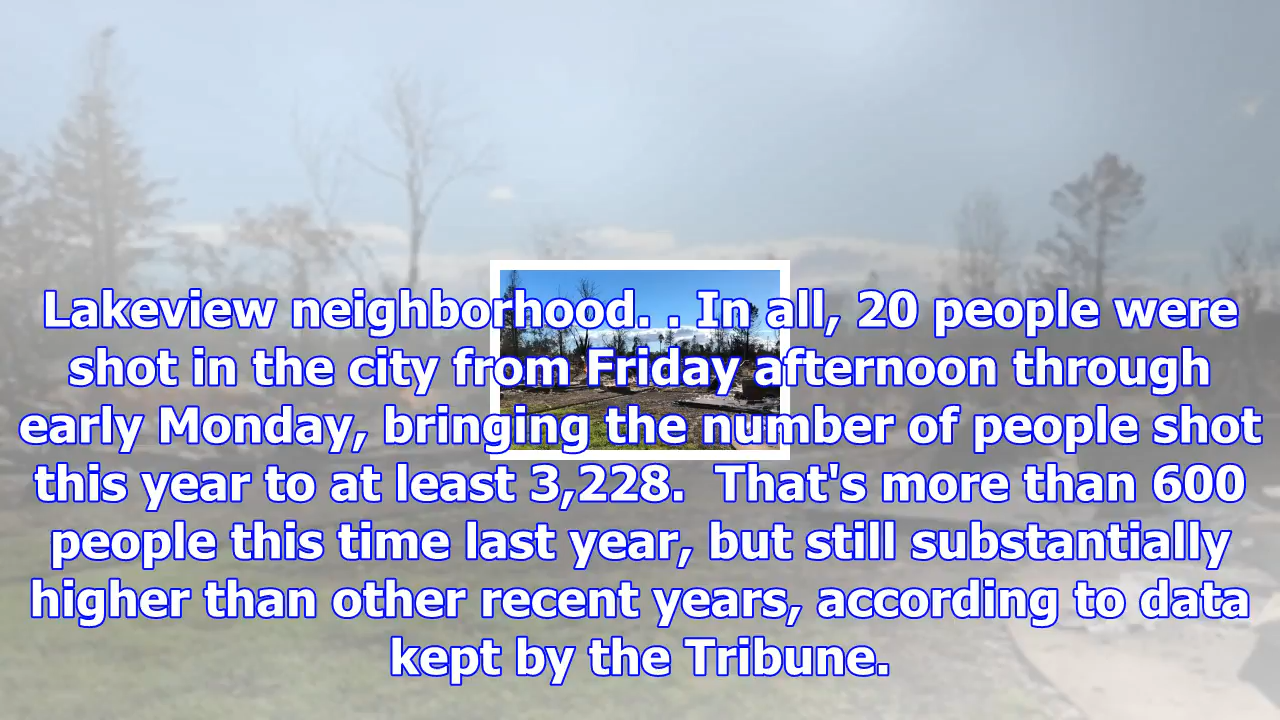 Lakeview neighborhood. . In all, 20 people were
shot in the city from Friday afternoon through
early Monday, bringing the number of people shot
this year to at least 3,228.  That's more than 600
people this time last year, but still substantially
higher than other recent years, according to data
kept by the Tribune.